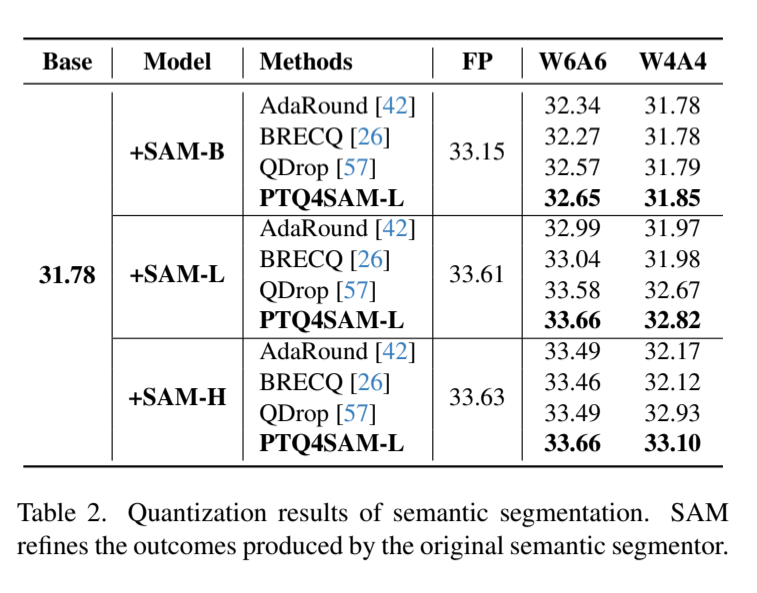 Base Model Methods FP W6A6 W4A4
AdaRound [42] 32.34 31.78
BRECQ [26] 32.27 31.78
+SAM-B 33.15
QDrop [57] 32.57 31.79
PTQ4SAM-L 32.65 31.85
AdaRound [42] 32.99 31.97
BRECQ [26] 33.04 31.98
31.78 +SAM-L 33.61
QDrop [57] 33.58 32.67
PTQ4SAM-L 33.66 32.82
AdaRound [42] 33.49 32.17
BRECQ [26] 33.46 32.12
+SAM-H 33.63
QDrop [57] 33.49 32.93
PTQ4SAM-L 33.66 33.10
Table 2. Quantization results of semantic segmentation. SAM
refines the outcomes produced by the original semantic segmentor.